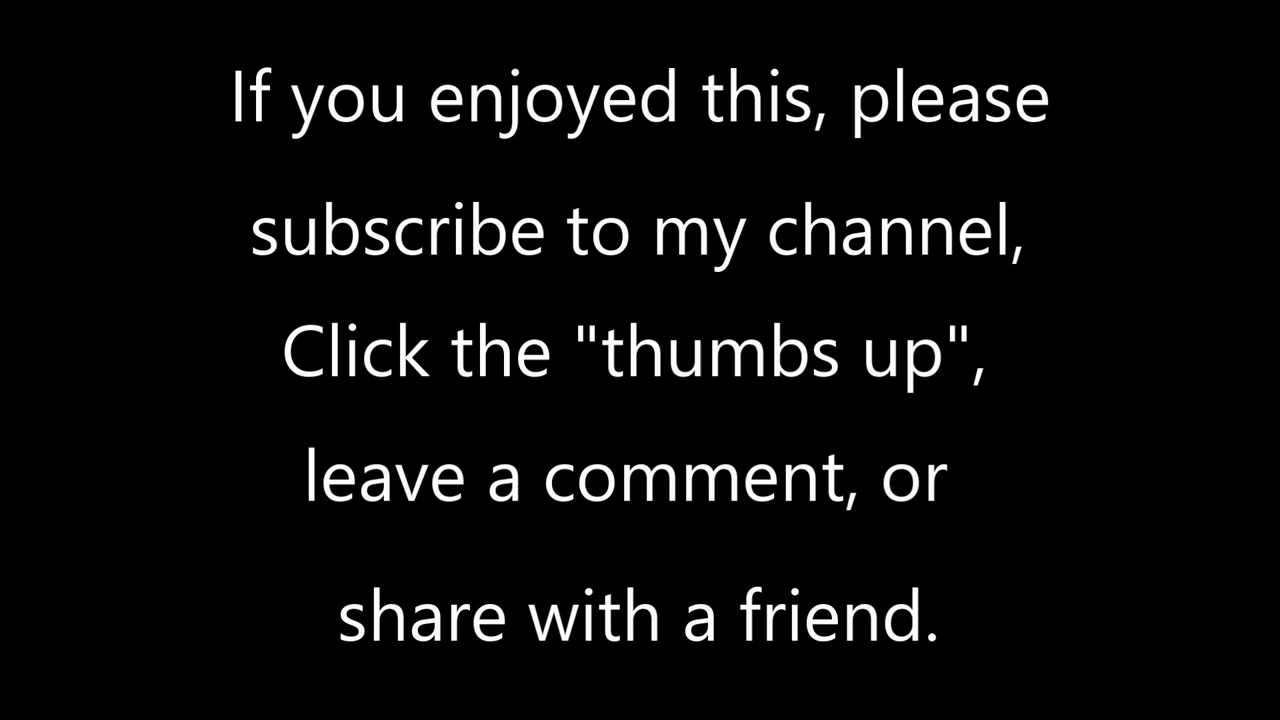 If you enjoyed this, please
subscribe to my channel,
Click the "thumbs up",
leave a comment, or
share with a friend.